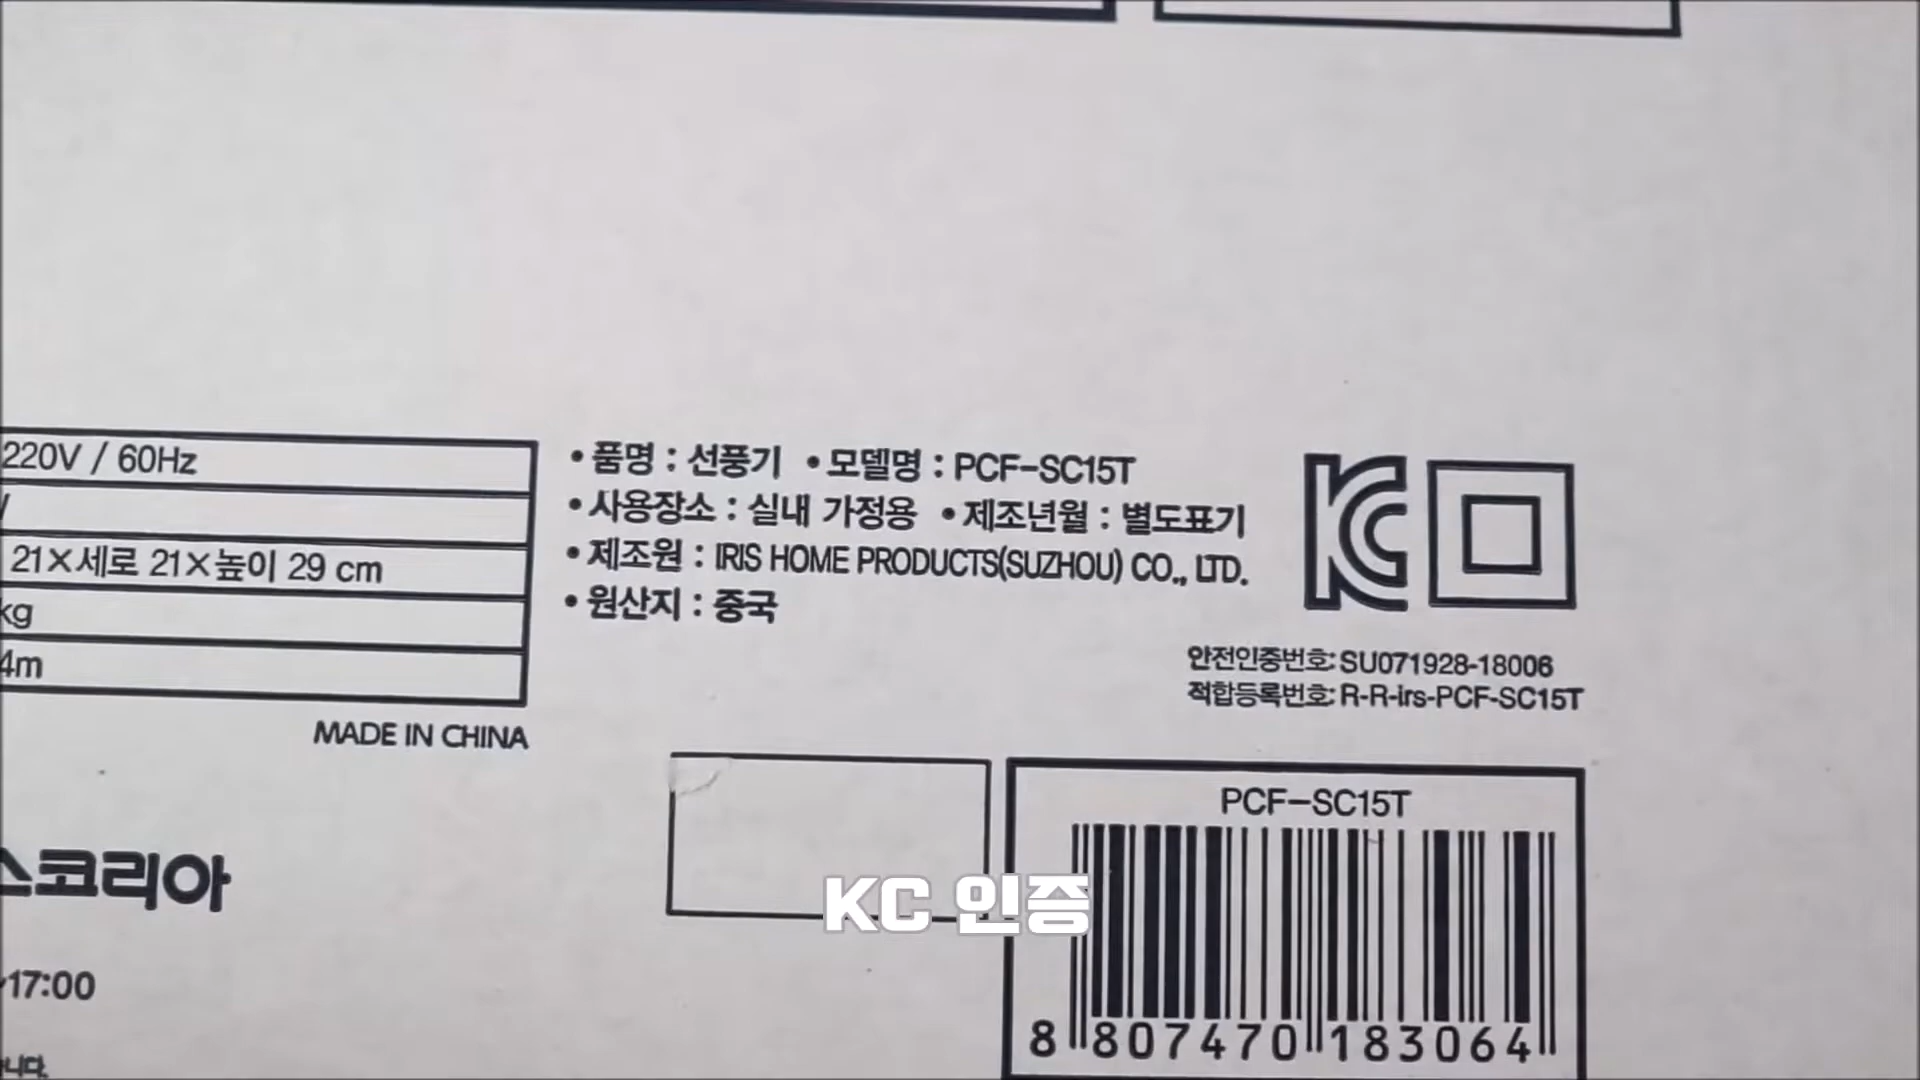 220V / 60Hz
21×세로 21×높이 29 cm
kg
4m
MADE IN CHINA
• 품명 : 선풍기 • 모델명 : PCF-SC15T
• 사용장소 : 실내 가정용 • 제조년월 : 별도표기
• 제조원 : IRIS HOME PRODUCTS(SUZHOU) CO., LTD.
• 원산지 : 중국
KC
안전인증번호: SU071928-18006
적합등록번호: R-R-irs-PCF-SC15T
스코리아
~17:00
니다.
PCF-SC15T
8 807470 183064
KC 인증